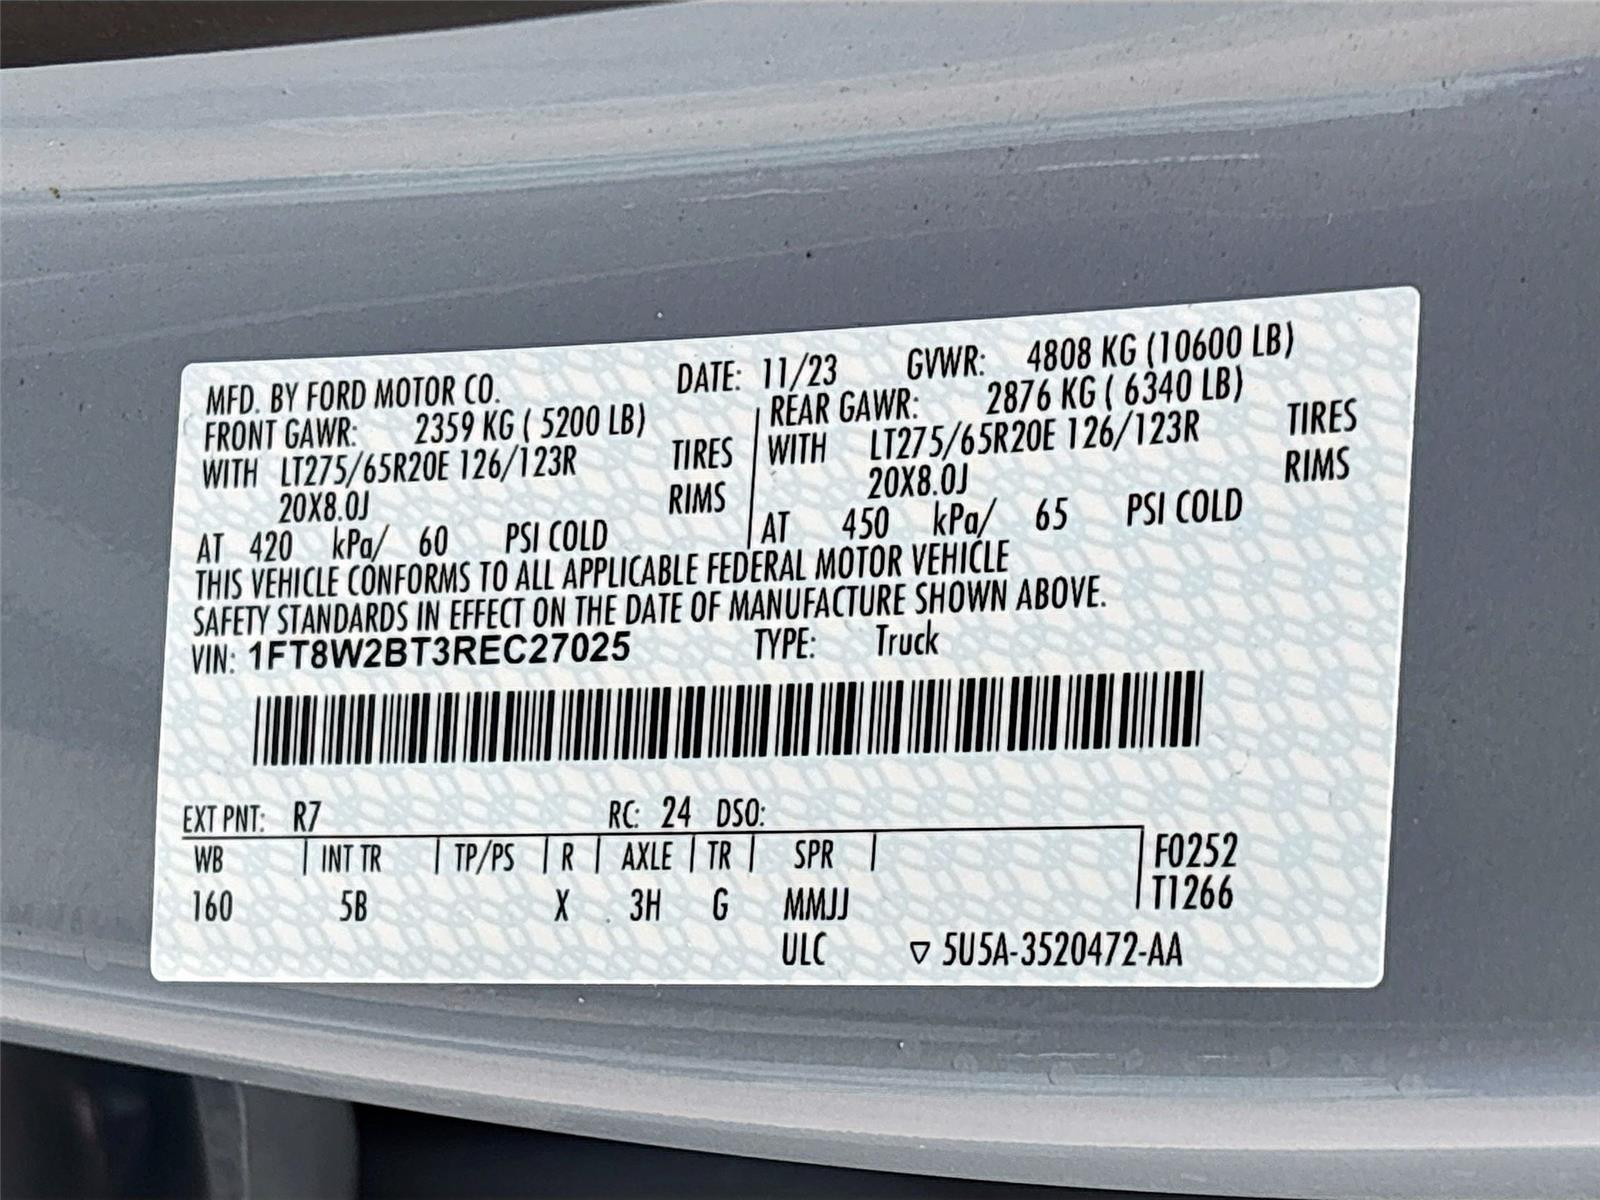 MFD. BY FORD MOTOR CO. DATE: 11/23 GVWR: 4808 KG (10600 LB)
FRONT GAWR: 2359 KG ( 5200 LB) REAR GAWR: 2876 KG ( 6340 LB)
WITH LT275/65R20E 126/123R TIRES WITH LT275/65R20E 126/123R TIRES
20X8.0J RIMS 20X8.0J RIMS
AT 420 kPa/ 60 PSI COLD AT 450 kPa/ 65 PSI COLD
THIS VEHICLE CONFORMS TO ALL APPLICABLE FEDERAL MOTOR VEHICLE
SAFETY STANDARDS IN EFFECT ON THE DATE OF MANUFACTURE SHOWN ABOVE.
VIN: 1FT8W2BT3REC27025 TYPE: Truck
EXT PNT: R7 RC: 24 DSO:
WB INT TR TP/PS R AXLE TR SPR F0252
160 5B X 3H G MMJJ T1266
ULC ▽ 5U5A-3520472-AA